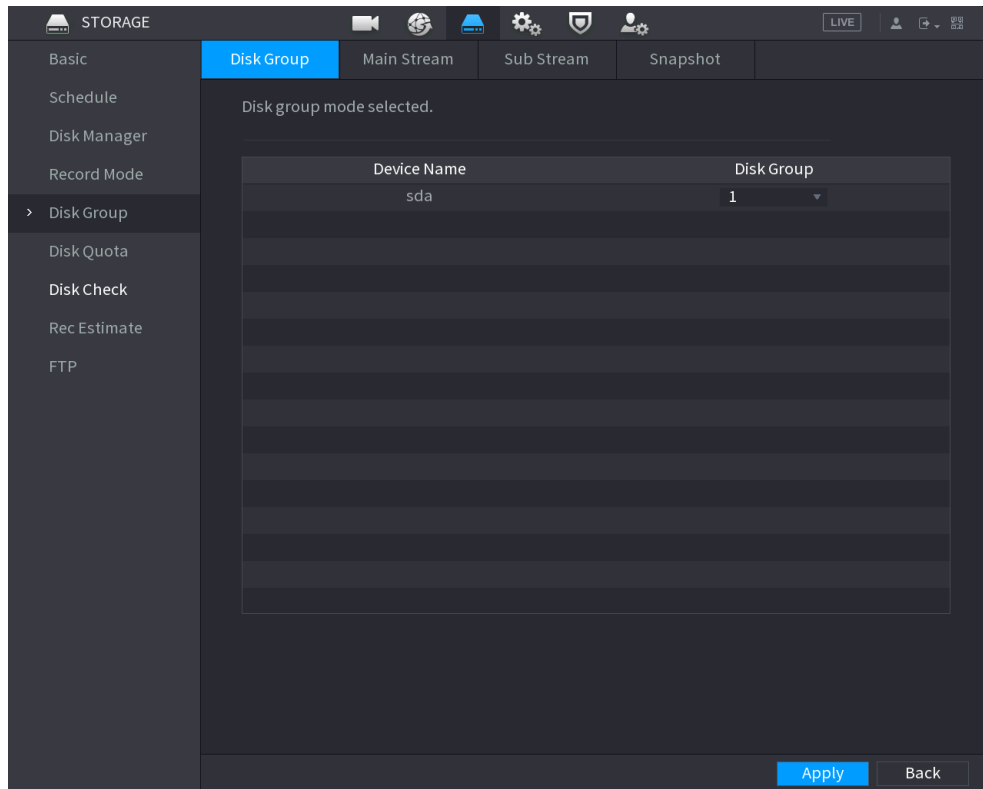 STORAGE
LIVE
Basic
Schedule
Disk Manager
Record Mode
> Disk Group
Disk Quota
Disk Check
Rec Estimate
FTP
Disk Group Main Stream Sub Stream Snapshot
Disk group mode selected.
Device Name Disk Group
sda 1
Apply Back